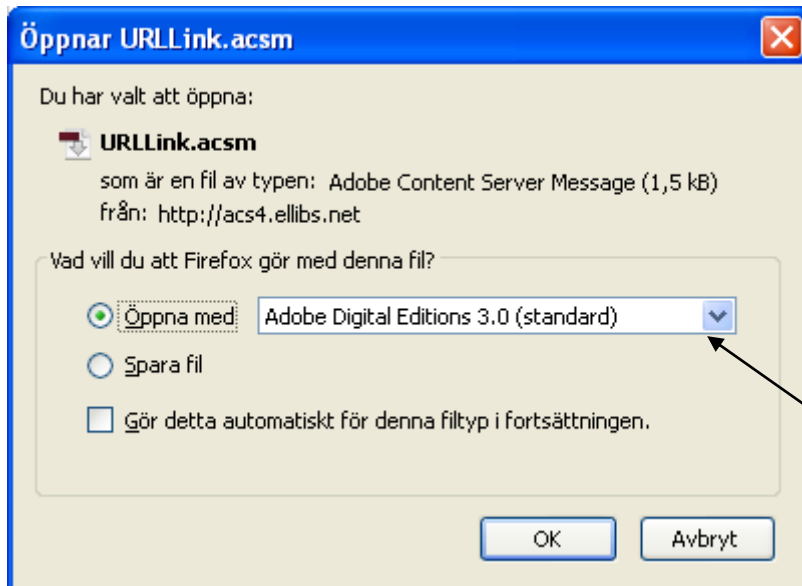 Öppnar URLLink.acsm
Du har valt att öppna:
URLLink.acsm
som är en fil av typen: Adobe Content Server Message (1,5 kB)
från: http://acs4.ellibs.net
Vad vill du att Firefox gör med denna fil?
Öppna med Adobe Digital Editions 3.0 (standard)
Spara fil
Gör detta automatiskt för denna filtyp i fortsättningen.
OK Avbryt